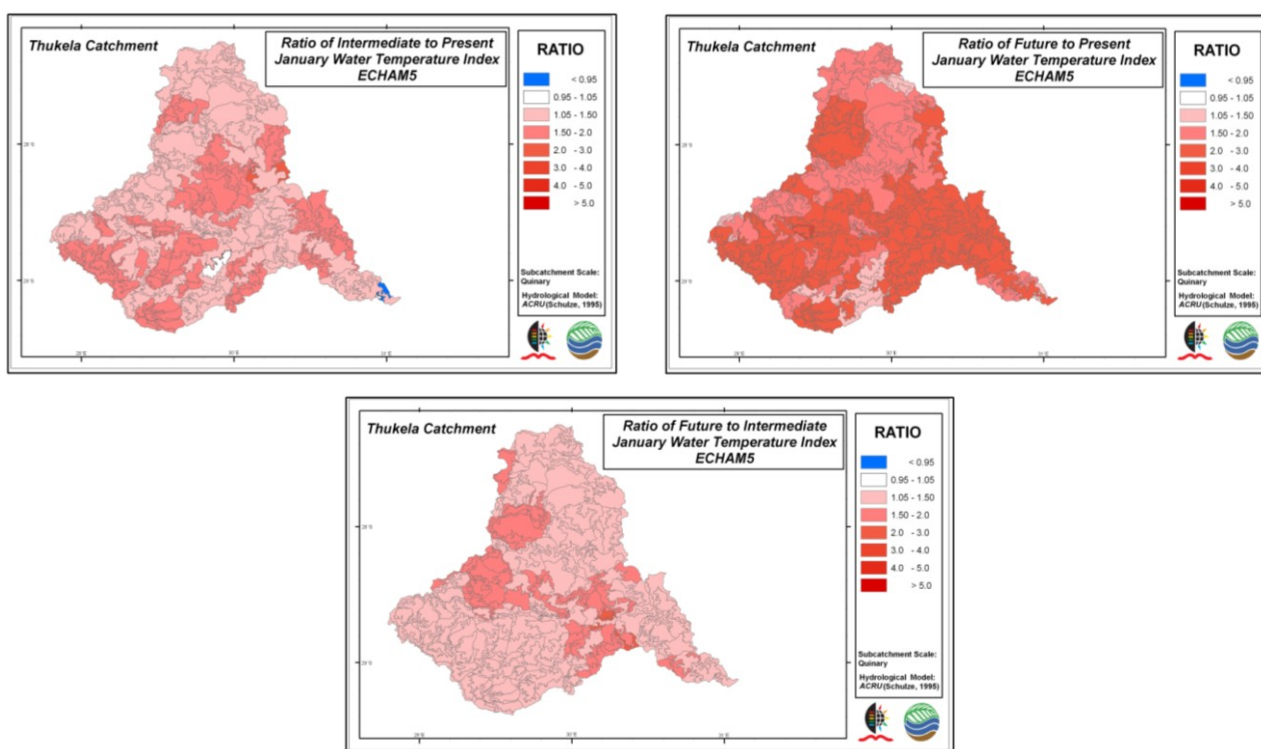 Thukela Catchment
Ratio of Intermediate to Present
January Water Temperature Index
ECHAM5
RATIO
< 0.95
0.95 - 1.05
1.05 - 1.50
1.50 - 2.0
2.0 - 3.0
3.0 - 4.0
4.0 - 5.0
> 5.0
Subcatchment Scale:
Quinary
Hydrological Model:
ACRU (Schulze, 1995)
Thukela Catchment
Ratio of Future to Present
January Water Temperature Index
ECHAM5
RATIO
< 0.95
0.95 - 1.05
1.05 - 1.50
1.50 - 2.0
2.0 - 3.0
3.0 - 4.0
4.0 - 5.0
> 5.0
Subcatchment Scale:
Quinary
Hydrological Model:
ACRU (Schulze, 1995)
Thukela Catchment
Ratio of Future to Intermediate
January Water Temperature Index
ECHAM5
RATIO
< 0.95
0.95 - 1.05
1.05 - 1.50
1.50 - 2.0
2.0 - 3.0
3.0 - 4.0
4.0 - 5.0
> 5.0
Subcatchment Scale:
Quinary
Hydrological Model:
ACRU (Schulze, 1995)